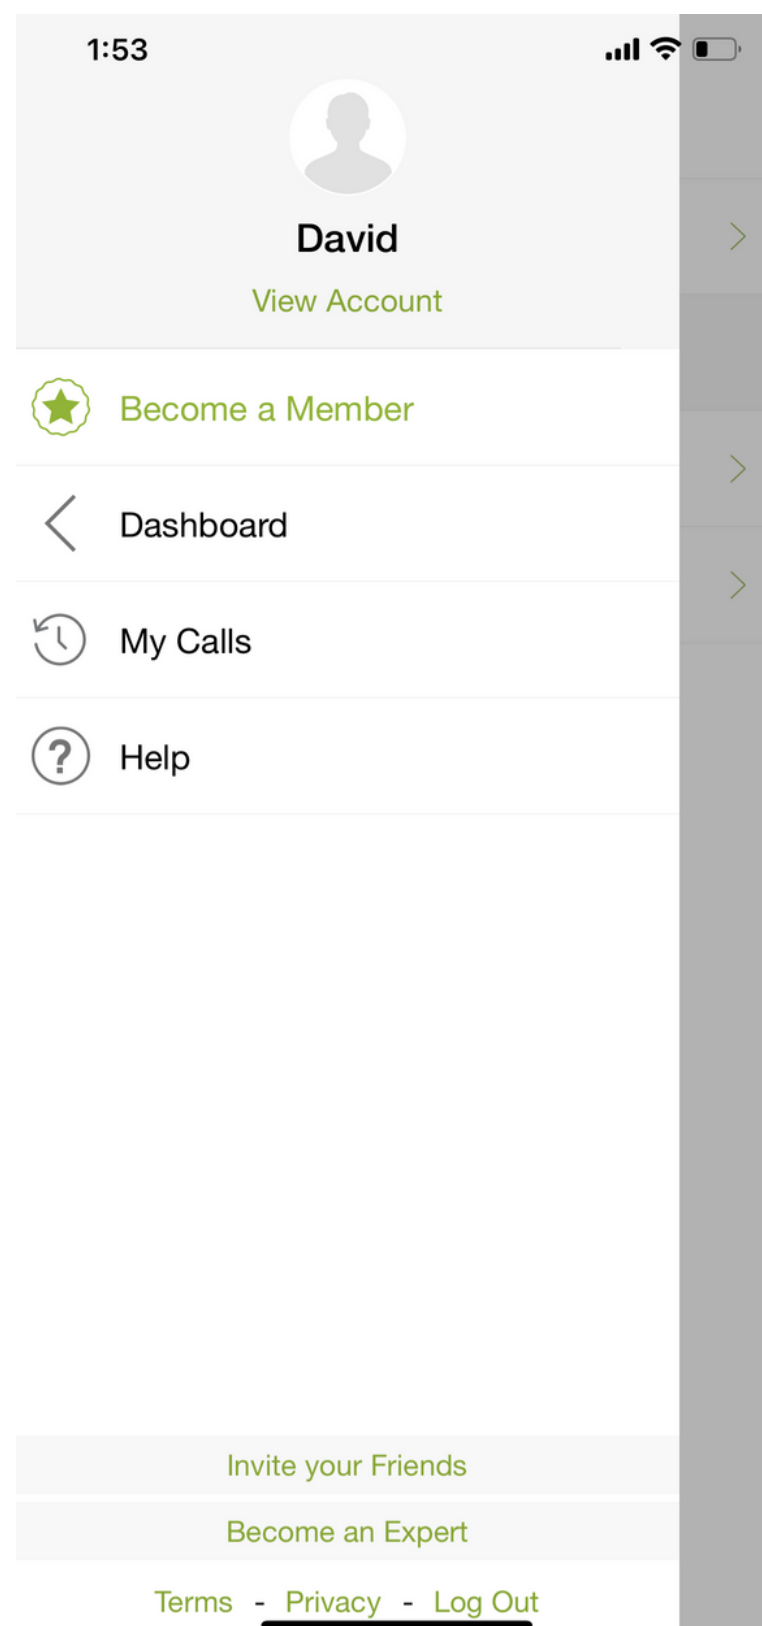 1:53
David
View Account
Become a Member
Dashboard
My Calls
? Help
Invite your Friends
Become an Expert
Terms - Privacy - Log Out